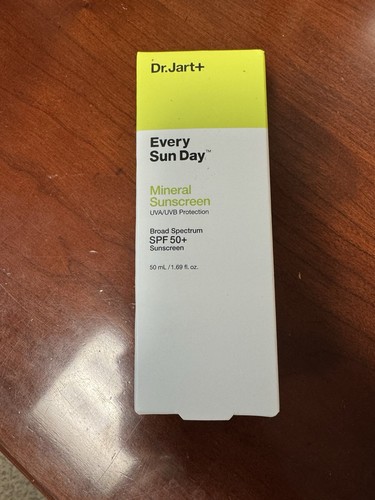 Dr.Jart+
Every
Sun Day™
Mineral
Sunscreen
UVA/UVB Protection
Broad Spectrum
SPF 50+
Sunscreen
50 mL / 1.69 fl. oz.